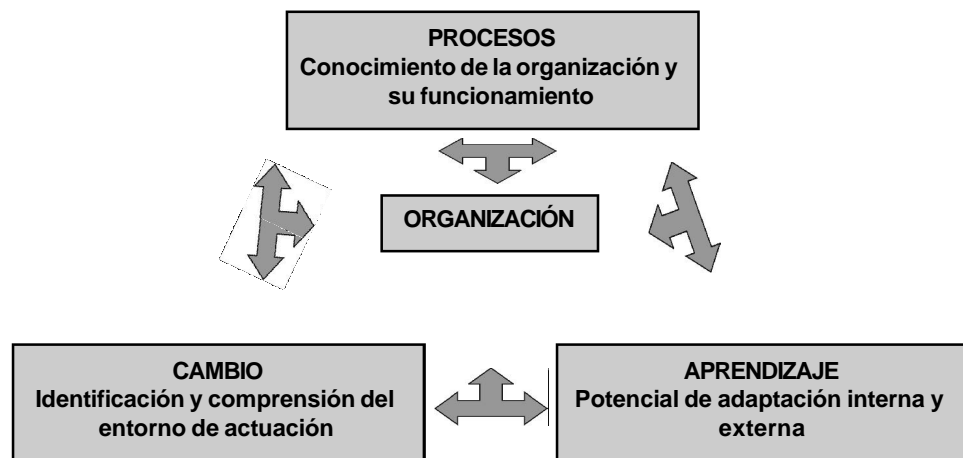 PROCESOS
Conocimiento de la organización y
su funcionamiento
ORGANIZACIÓN
CAMBIO
Identificación y comprensión del
entorno de actuación
APRENDIZAJE
Potencial de adaptación interna y
externa